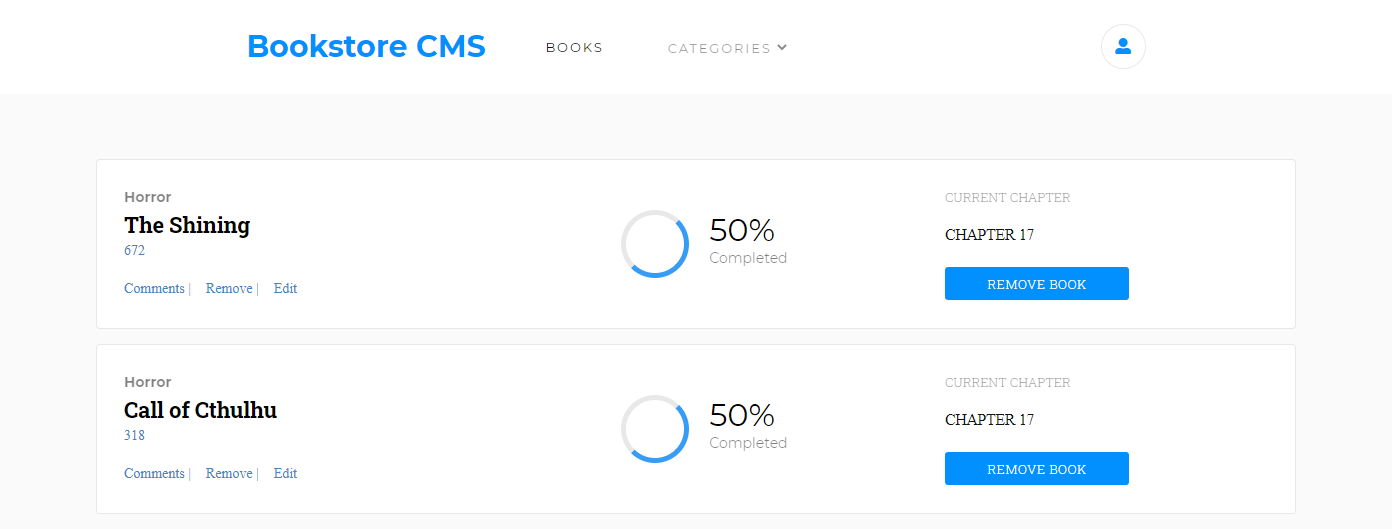 Bookstore CMS BOOKS CATEGORIES
Horror
The Shining
672
Comments | Remove | Edit
50%
Completed
CURRENT CHAPTER
CHAPTER 17
REMOVE BOOK
Horror
Call of Cthulhu
318
Comments | Remove | Edit
50%
Completed
CURRENT CHAPTER
CHAPTER 17
REMOVE BOOK